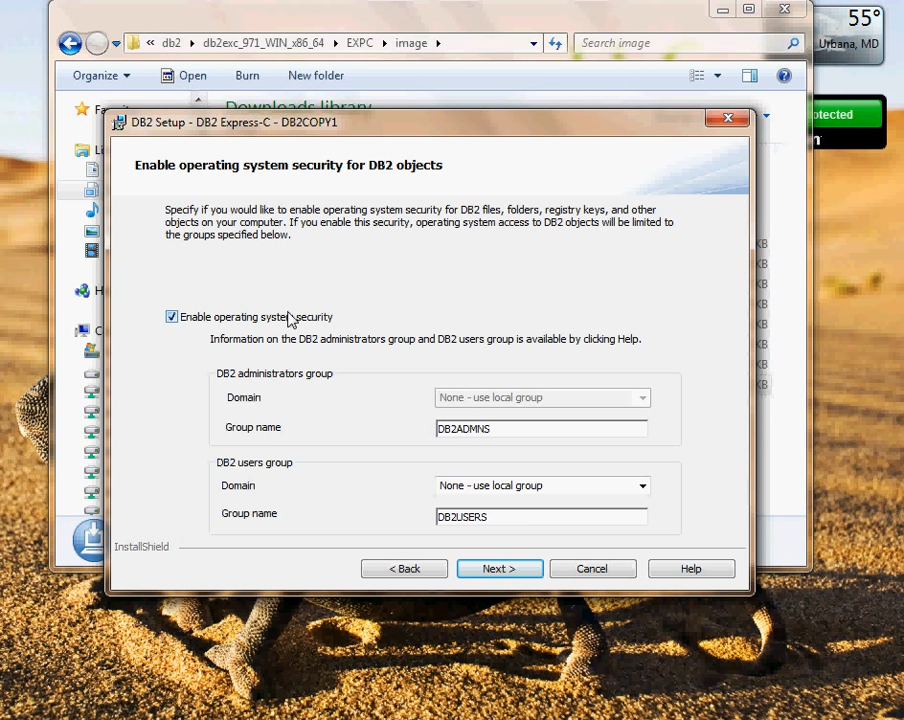 55°
Urbana, MD
« db2 db2exc_971_WIN_x86_64 EXPC image
Search image
Organize Open Burn New folder
Downloads library
DB2 Setup - DB2 Express-C - DB2COPY1
Enable operating system security for DB2 objects
Specify if you would like to enable operating system security for DB2 files, folders, registry keys, and other
objects on your computer. If you enable this security, operating system access to DB2 objects will be limited to
the groups specified below.
Enable operating system security
Information on the DB2 administrators group and DB2 users group is available by clicking Help.
DB2 administrators group
Domain None - use local group
Group name DB2ADMNS
DB2 users group
Domain None - use local group
Group name DB2USERS
InstallShield
< Back Next > Cancel Help